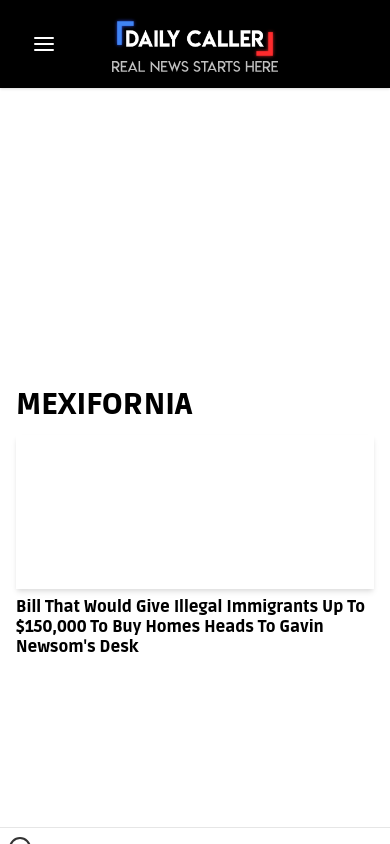 DAILY CALLER
REAL NEWS STARTS HERE
MEXIFORNIA
Bill That Would Give Illegal Immigrants Up To
$150,000 To Buy Homes Heads To Gavin
Newsom's Desk